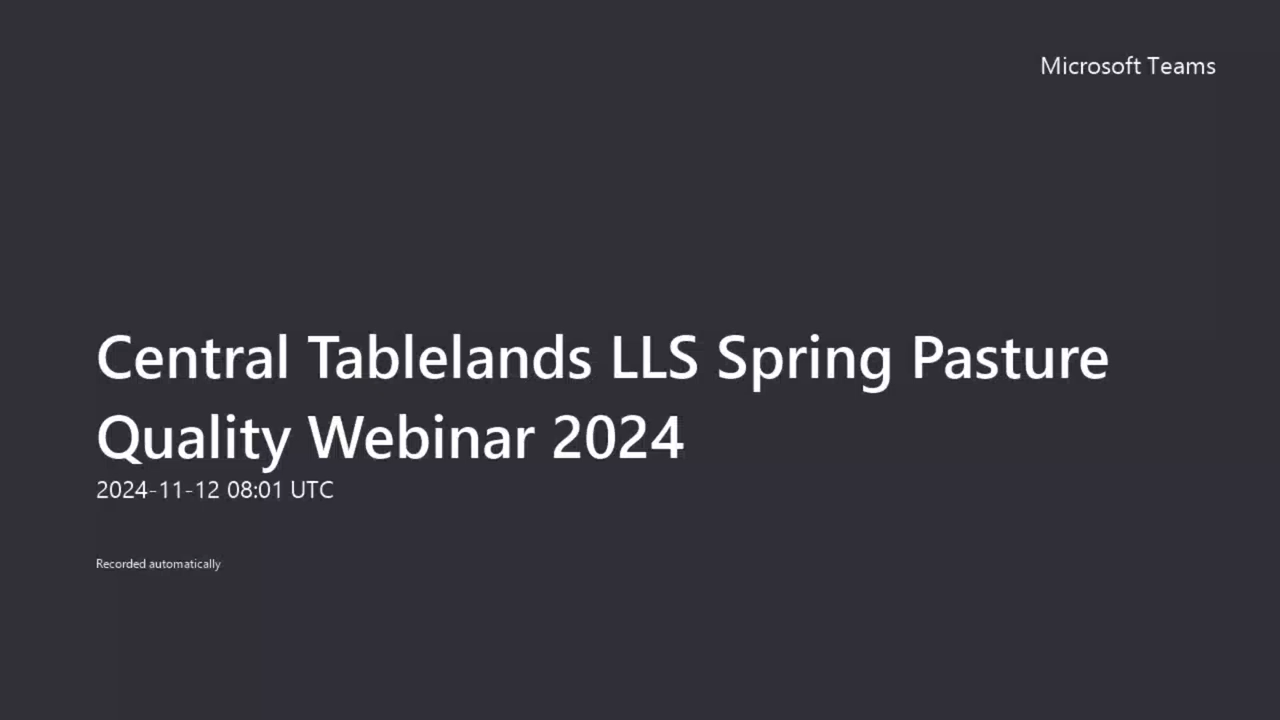 Microsoft Teams
Central Tablelands LLS Spring Pasture
Quality Webinar 2024
2024-11-12 08:01 UTC
Recorded automatically